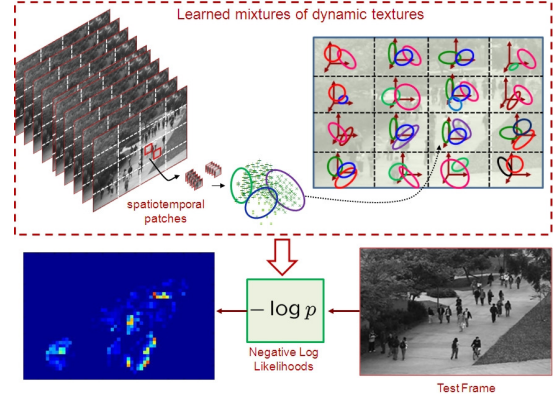 Learned mixtures of dynamic textures
spatiotemporal
patches
− log p
Negative Log
Likelihoods
Test Frame